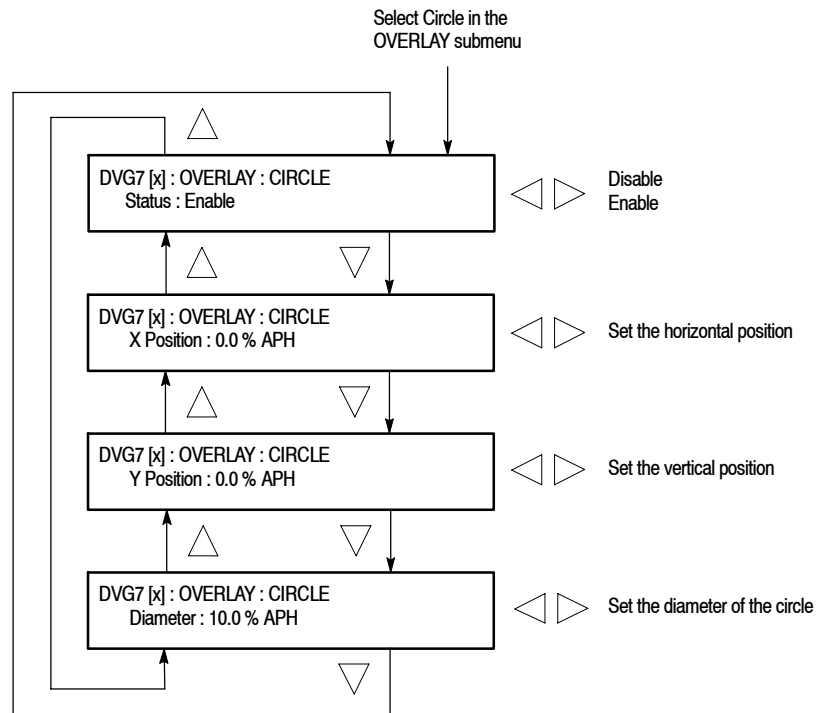 Select Circle in the
OVERLAY submenu
DVG7 [x] : OVERLAY : CIRCLE
Status : Enable
Disable
Enable
DVG7 [x] : OVERLAY : CIRCLE
X Position : 0.0 % APH
Set the horizontal position
DVG7 [x] : OVERLAY : CIRCLE
Y Position : 0.0 % APH
Set the vertical position
DVG7 [x] : OVERLAY : CIRCLE
Diameter : 10.0 % APH
Set the diameter of the circle